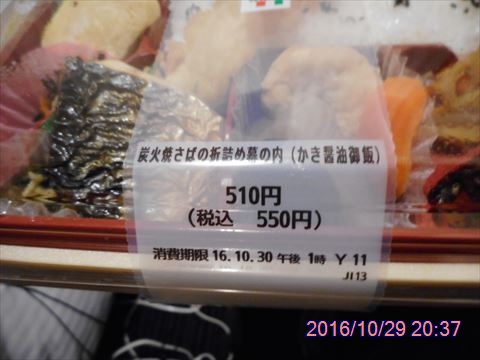 炭火焼さばの折詰め幕の内（かき醤油御飯）
510円
（税込 550円）
消費期限 16.10.30 午後 1時 Y 11
JI13
2016/10/29 20:37